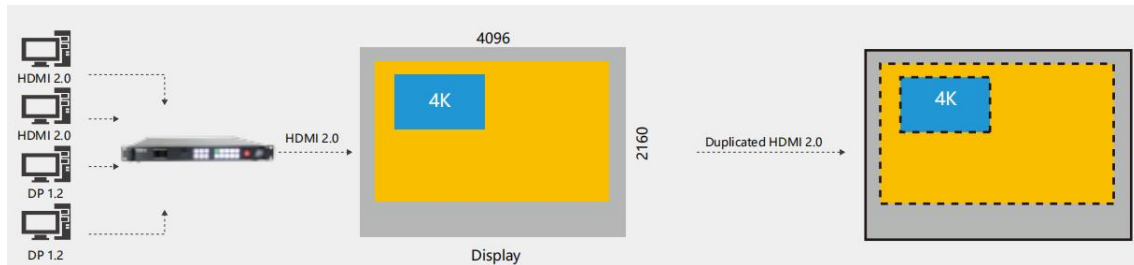 HDMI 2.0
HDMI 2.0
DP 1.2
DP 1.2
HDMI 2.0
4096
4K
2160
Display
Duplicated HDMI 2.0
4K